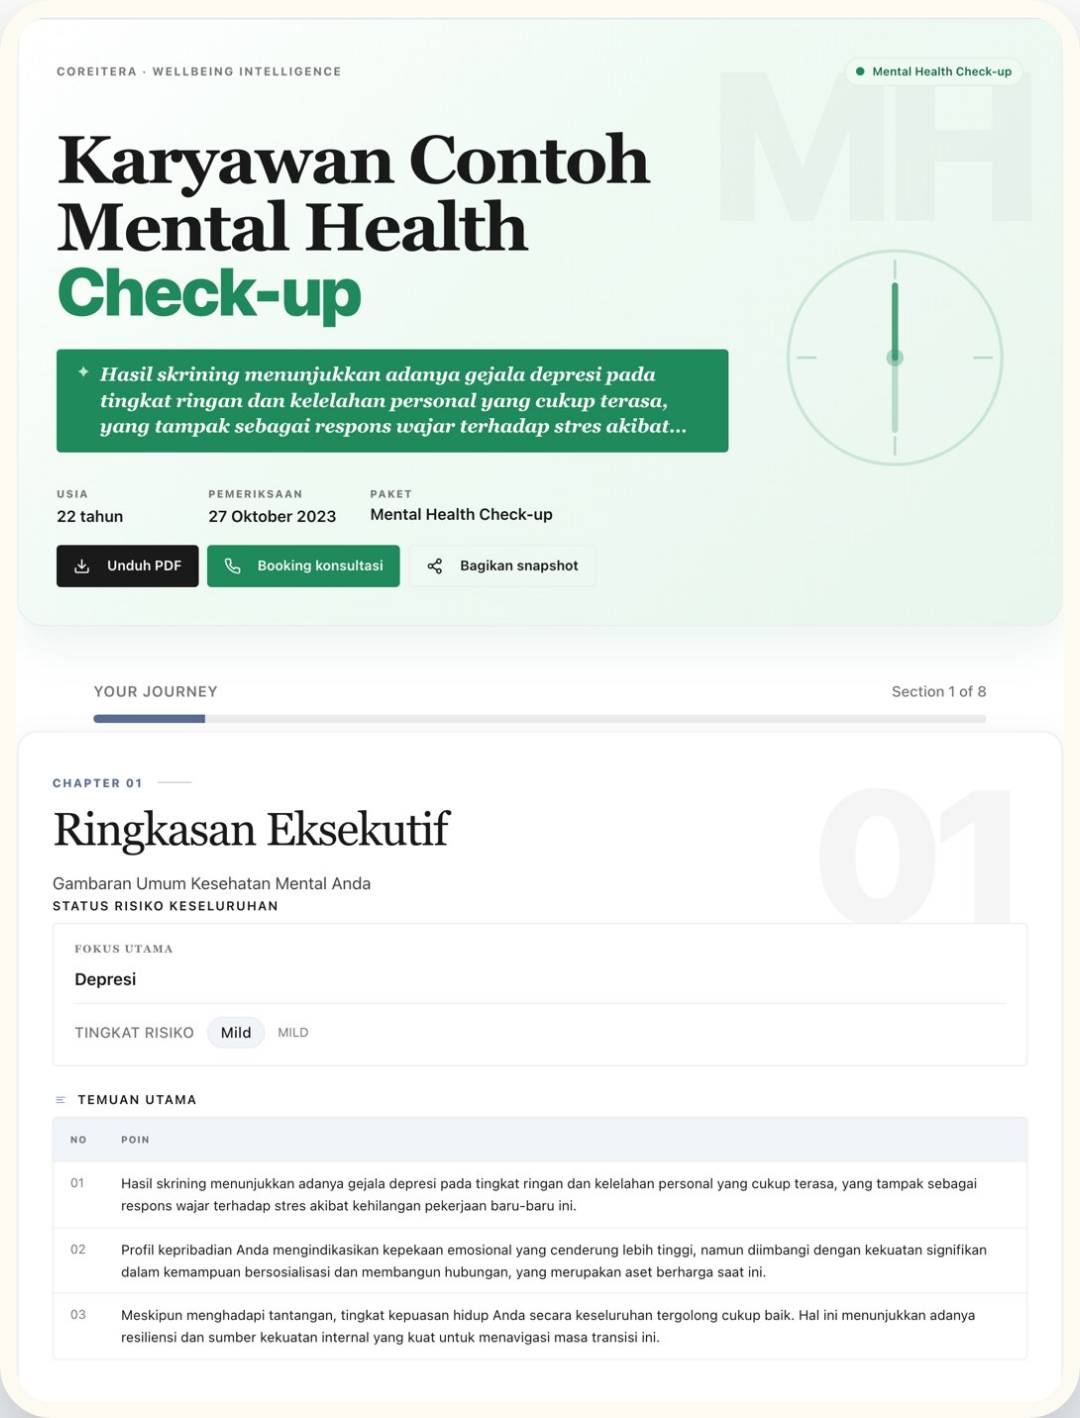 COREITERA · WELLBEING INTELLIGENCE
Mental Health Check-up
MH
Karyawan Contoh
Mental Health
Check-up
Hasil skrining menunjukkan adanya gejala depresi pada
tingkat ringan dan kelelahan personal yang cukup terasa,
yang tampak sebagai respons wajar terhadap stres akibat...
USIA
22 tahun
PEMERIKSAAN
27 Oktober 2023
PAKET
Mental Health Check-up
Unduh PDF
Booking konsultasi
Bagikan snapshot
YOUR JOURNEY
Section 1 of 8
CHAPTER 01
01
Ringkasan Eksekutif
Gambaran Umum Kesehatan Mental Anda
STATUS RISIKO KESELURUHAN
FOKUS UTAMA
Depresi
TINGKAT RISIKO Mild MILD
TEMUAN UTAMA
NO POIN
01 Hasil skrining menunjukkan adanya gejala depresi pada tingkat ringan dan kelelahan personal yang cukup terasa, yang tampak sebagai
respons wajar terhadap stres akibat kehilangan pekerjaan baru-baru ini.
02 Profil kepribadian Anda mengindikasikan kepekaan emosional yang cenderung lebih tinggi, namun diimbangi dengan kekuatan signifikan
dalam kemampuan bersosialisasi dan membangun hubungan, yang merupakan aset berharga saat ini.
03 Meskipun menghadapi tantangan, tingkat kepuasan hidup Anda secara keseluruhan tergolong cukup baik. Hal ini menunjukkan adanya
resiliensi dan sumber kekuatan internal yang kuat untuk menavigasi masa transisi ini.